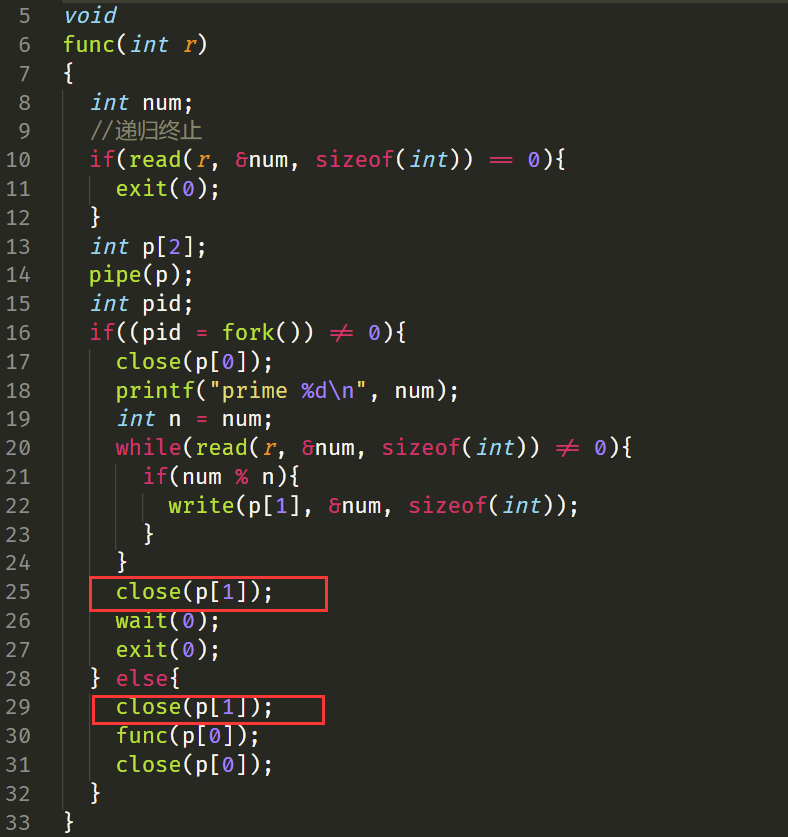 5 void
6 func(int r)
7 {
8 int num;
9 //递归终止
10 if(read(r, &num, sizeof(int)) == 0){
11 exit(0);
12 }
13 int p[2];
14 pipe(p);
15 int pid;
16 if((pid = fork()) != 0){
17 close(p[0]);
18 printf("prime %d\n", num);
19 int n = num;
20 while(read(r, &num, sizeof(int)) != 0){
21 if(num % n){
22 write(p[1], &num, sizeof(int));
23 }
24 }
25 close(p[1]);
26 wait(0);
27 exit(0);
28 } else{
29 close(p[1]);
30 func(p[0]);
31 close(p[0]);
32 }
33 }